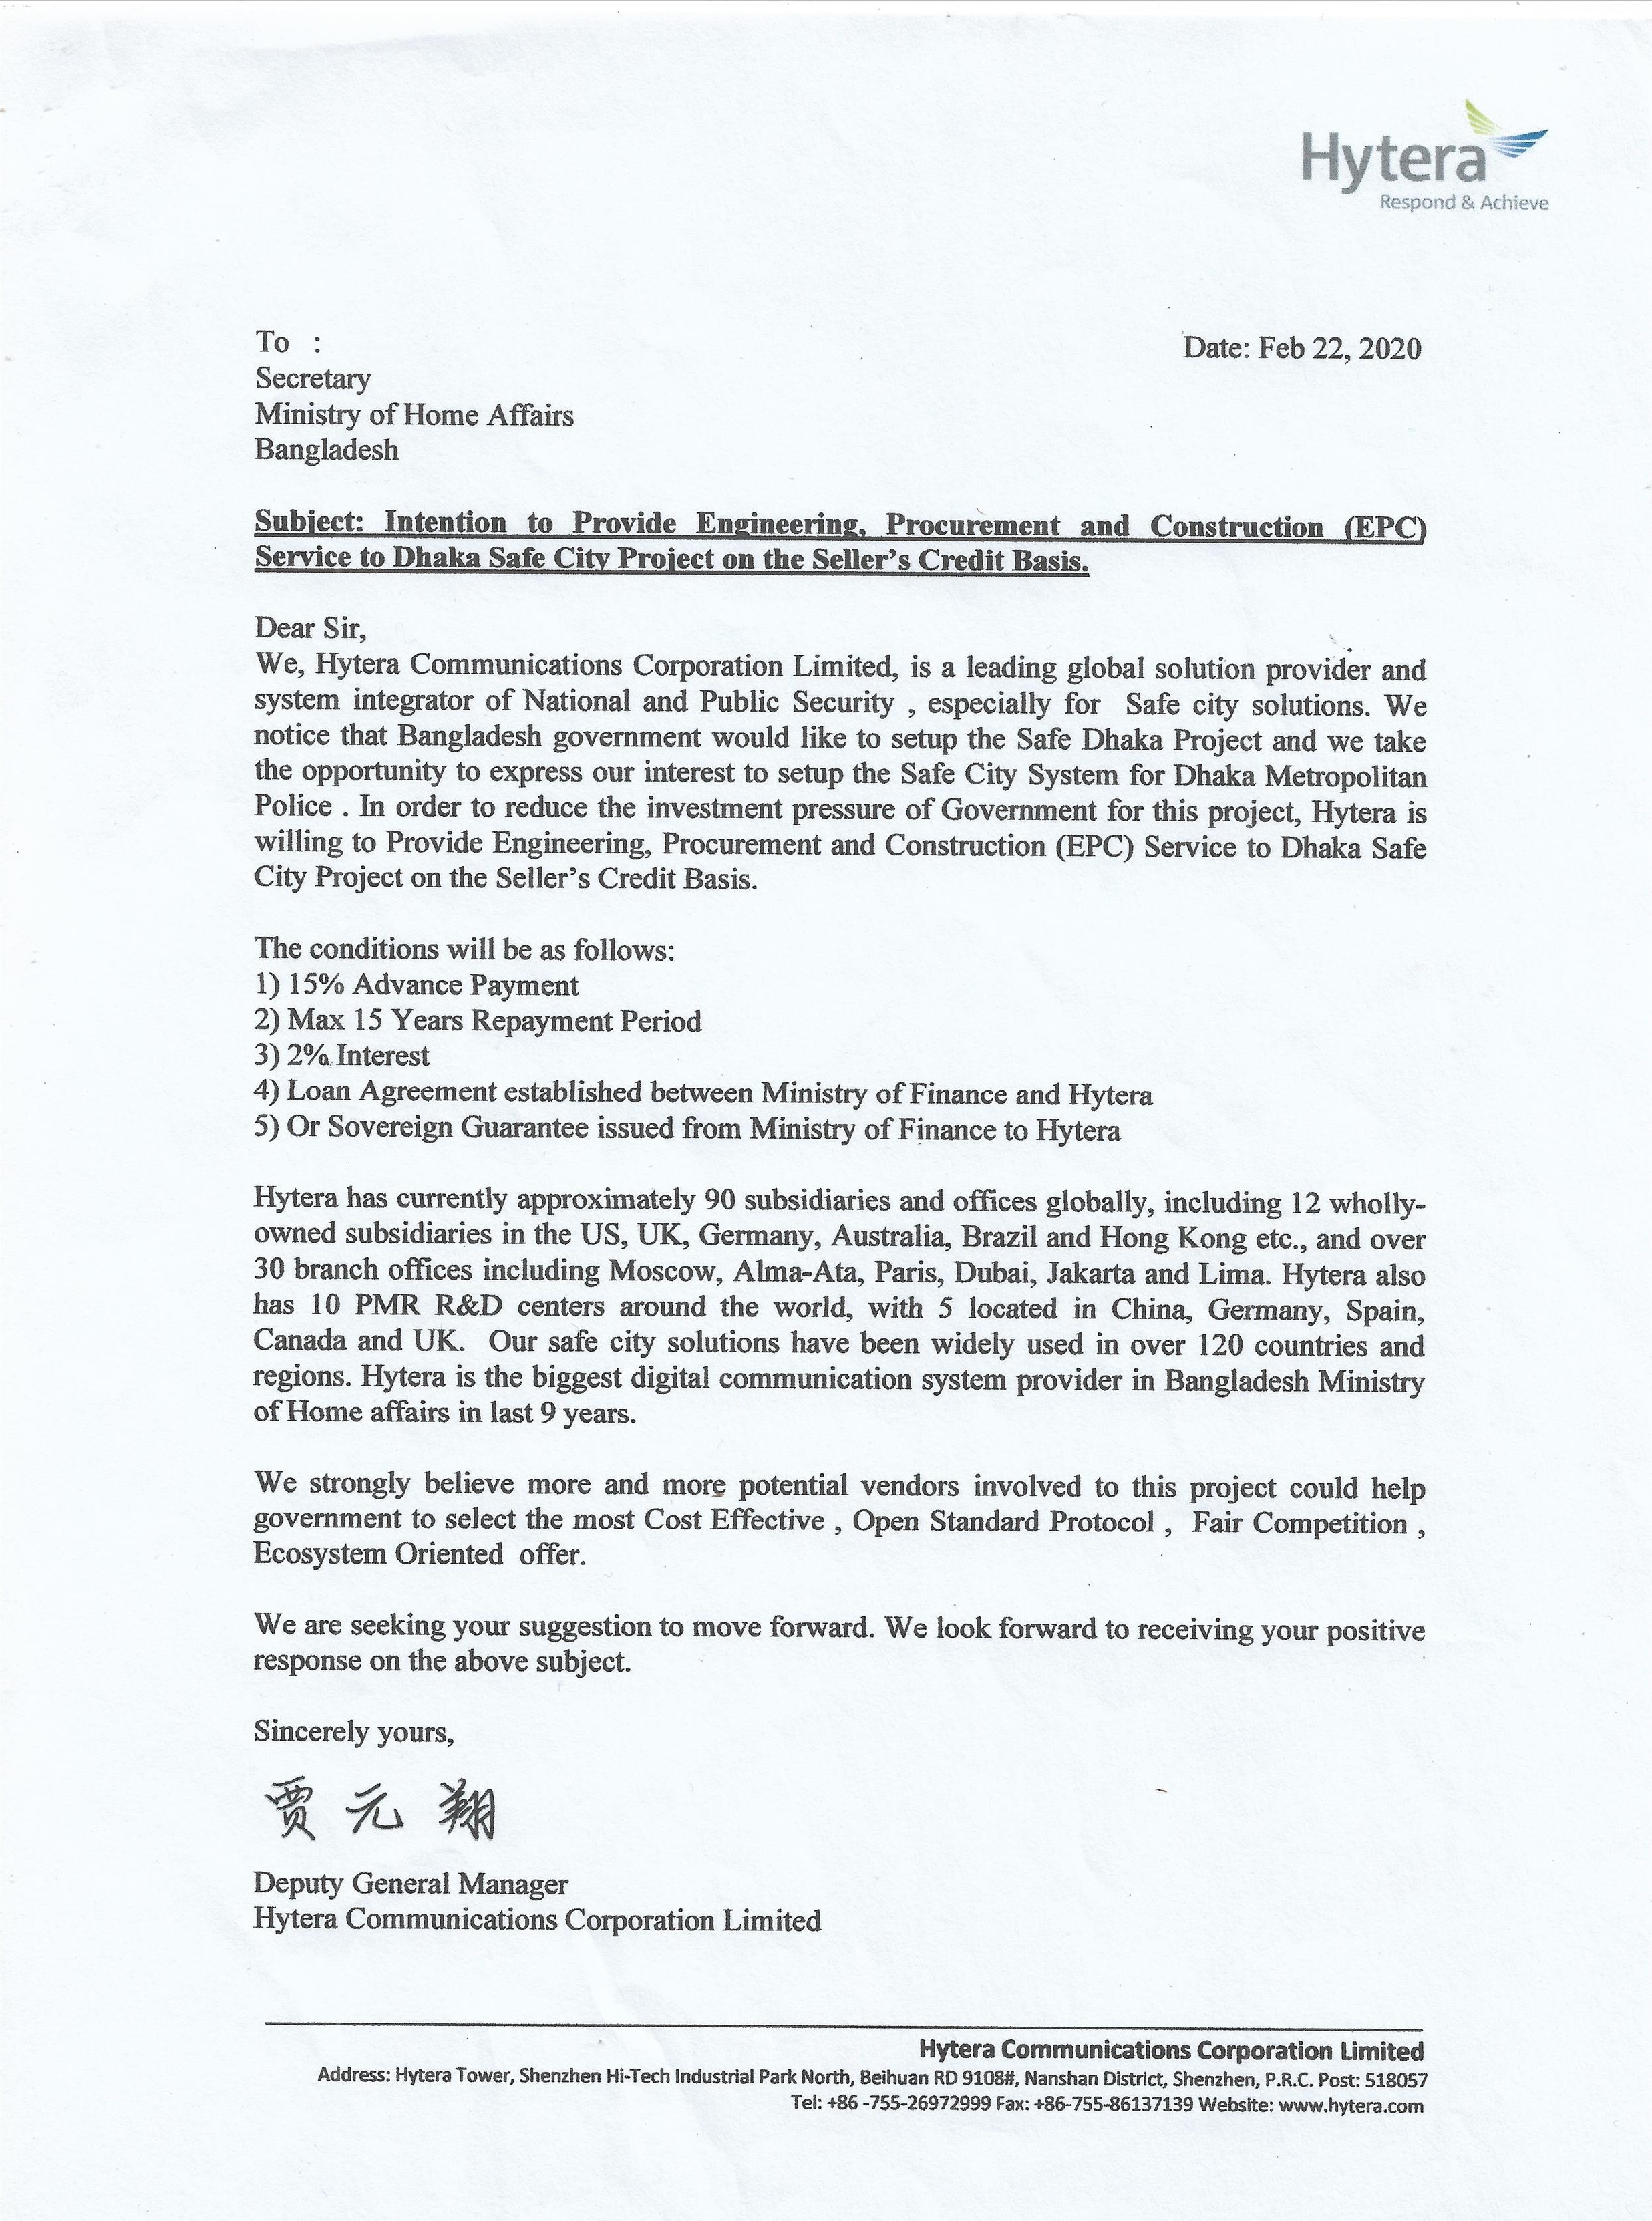 Hytera
Respond & Achieve
To :
Date: Feb 22, 2020
Secretary
Ministry of Home Affairs
Bangladesh
Subject: Intention to Provide Engineering, Procurement and Construction (EPC)
Service to Dhaka Safe City Project on the Seller's Credit Basis.
Dear Sir,
We, Hytera Communications Corporation Limited, is a leading global solution provider and
system integrator of National and Public Security , especially for Safe city solutions. We
notice that Bangladesh government would like to setup the Safe Dhaka Project and we take
the opportunity to express our interest to setup the Safe City System for Dhaka Metropolitan
Police . In order to reduce the investment pressure of Government for this project, Hytera is
willing to Provide Engineering, Procurement and Construction (EPC) Service to Dhaka Safe
City Project on the Seller's Credit Basis.
The conditions will be as follows:
1) 15% Advance Payment
2) Max 15 Years Repayment Period
3) 2% Interest
4) Loan Agreement established between Ministry of Finance and Hytera
5) Or Sovereign Guarantee issued from Ministry of Finance to Hytera
Hytera has currently approximately 90 subsidiaries and offices globally, including 12 wholly-
owned subsidiaries in the US, UK, Germany, Australia, Brazil and Hong Kong etc., and over
30 branch offices including Moscow, Alma-Ata, Paris, Dubai, Jakarta and Lima. Hytera also
has 10 PMR R&D centers around the world, with 5 located in China, Germany, Spain,
Canada and UK. Our safe city solutions have been widely used in over 120 countries and
regions. Hytera is the biggest digital communication system provider in Bangladesh Ministry
of Home affairs in last 9 years.
We strongly believe more and more potential vendors involved to this project could help
government to select the most Cost Effective , Open Standard Protocol , Fair Competition ,
Ecosystem Oriented offer.
We are seeking your suggestion to move forward. We look forward to receiving your positive
response on the above subject.
Sincerely yours,
贾元翔
Deputy General Manager
Hytera Communications Corporation Limited
Hytera Communications Corporation Limited
Address: Hytera Tower, Shenzhen Hi-Tech Industrial Park North, Beihuan RD 9108#, Nanshan District, Shenzhen, P.R.C. Post: 518057
Tel: +86 -755-26972999 Fax: +86-755-86137139 Website: www.hytera.com